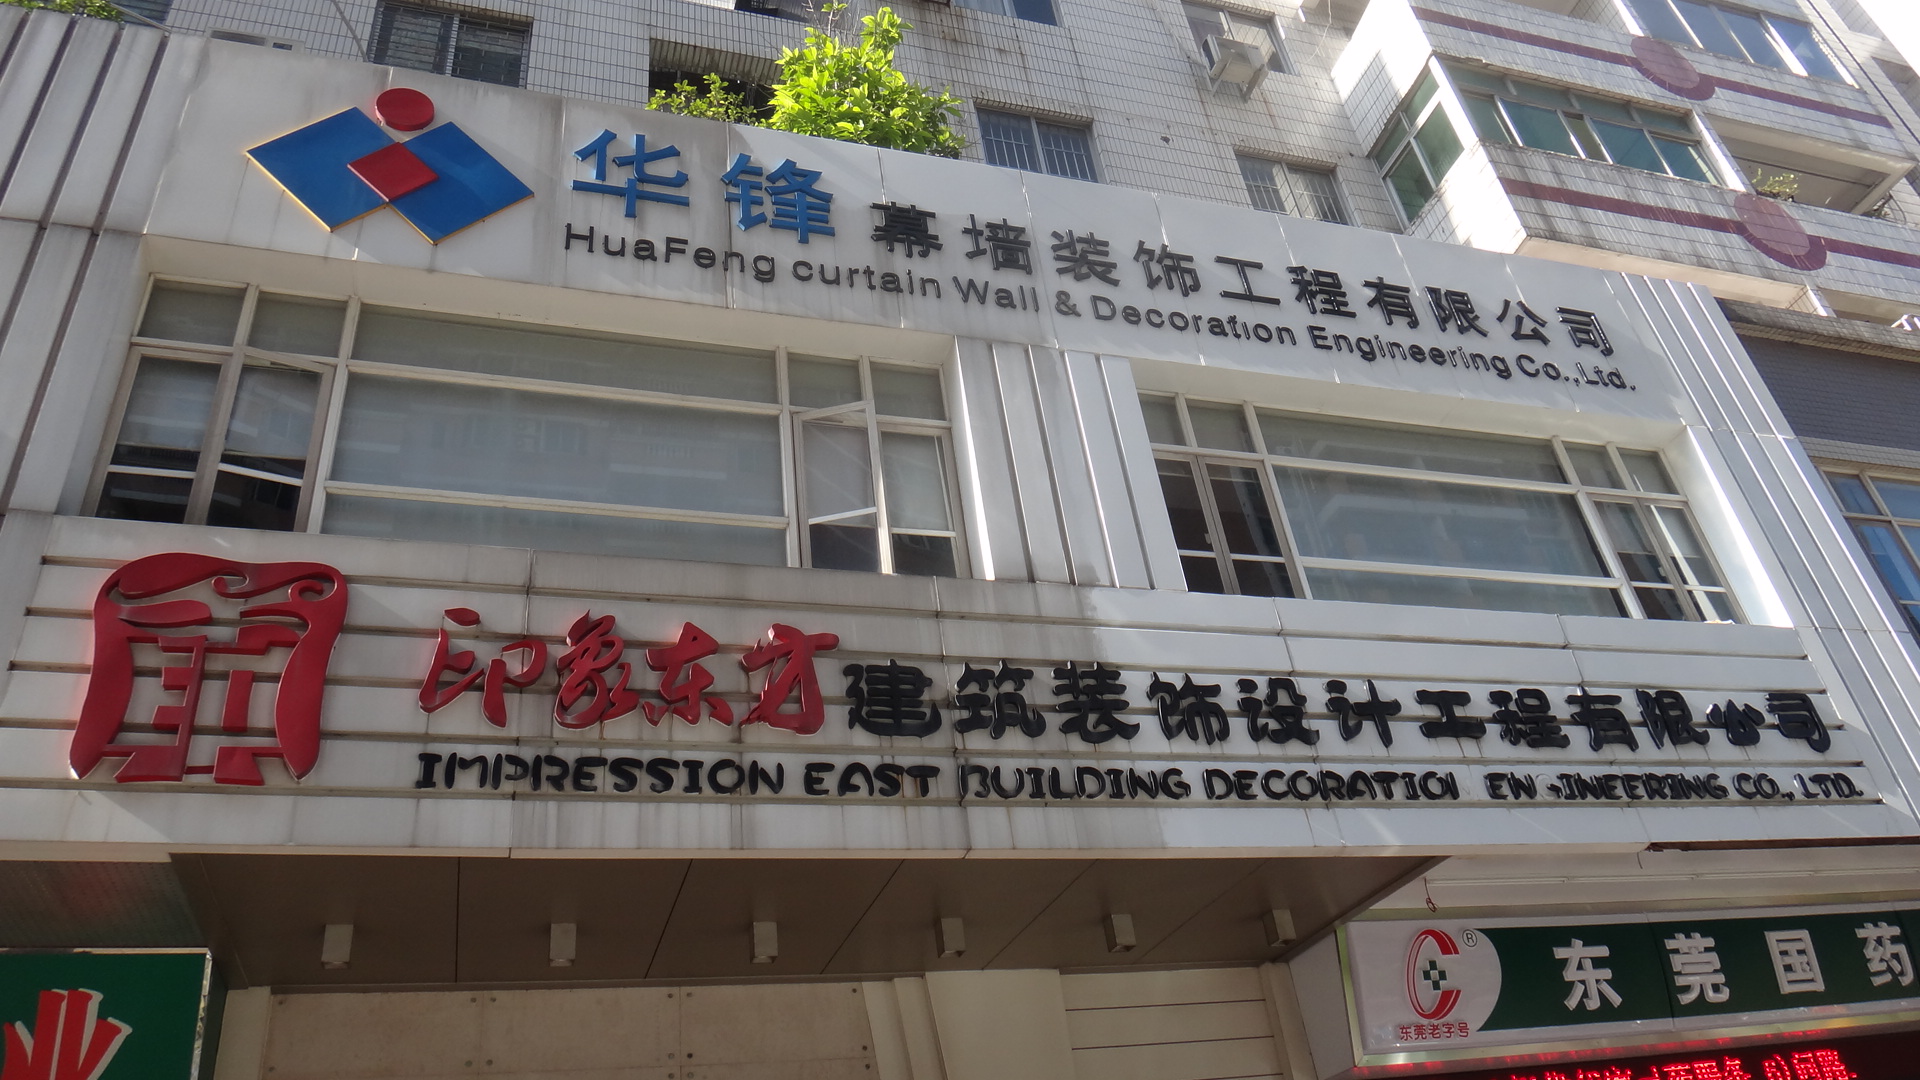 华锋幕墙装饰工程有限公司
HuaFeng curtain Wall & Decoration Engineering Co.,Ltd.
印象东方建筑装饰设计工程有限公司
IMPRESSION EAST BUILDING DECORATION EN GINEERING CO., LTD.
东莞国药
®
东莞老字号